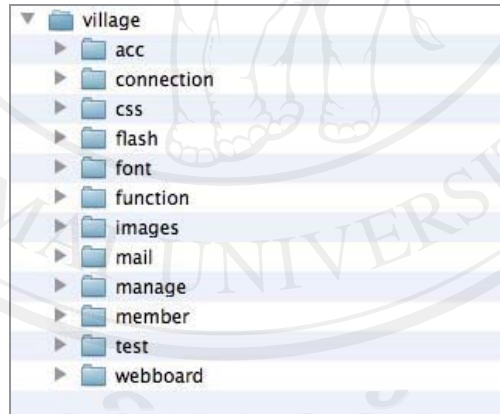 village
acc
connection
css
flash
font
function
images
mail
manage
member
test
webboard